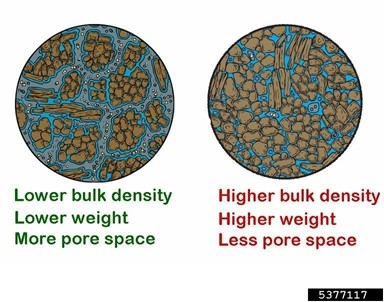 Lower bulk density
Lower weight
More pore space
Higher bulk density
Higher weight
Less pore space
5377117